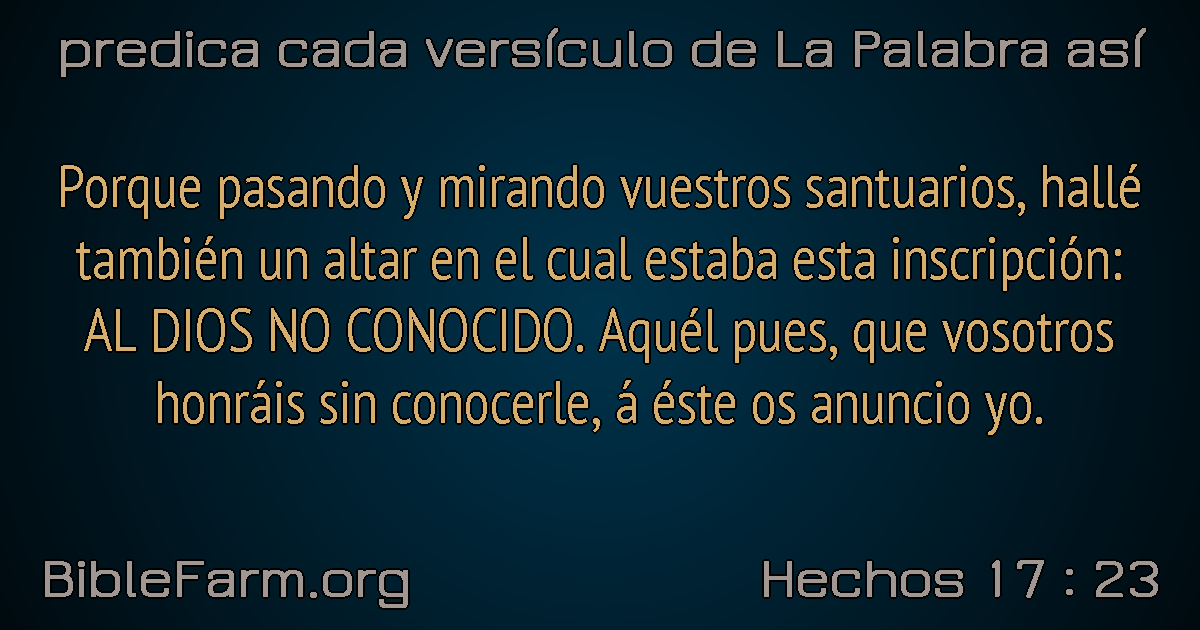 predica cada versículo de La Palabra así
Porque pasando y mirando vuestros santuarios, hallé
también un altar en el cual estaba esta inscripción:
AL DIOS NO CONOCIDO. Aquél pues, que vosotros
honráis sin conocerle, á éste os anuncio yo.
BibleFarm.org
Hechos 17 : 23